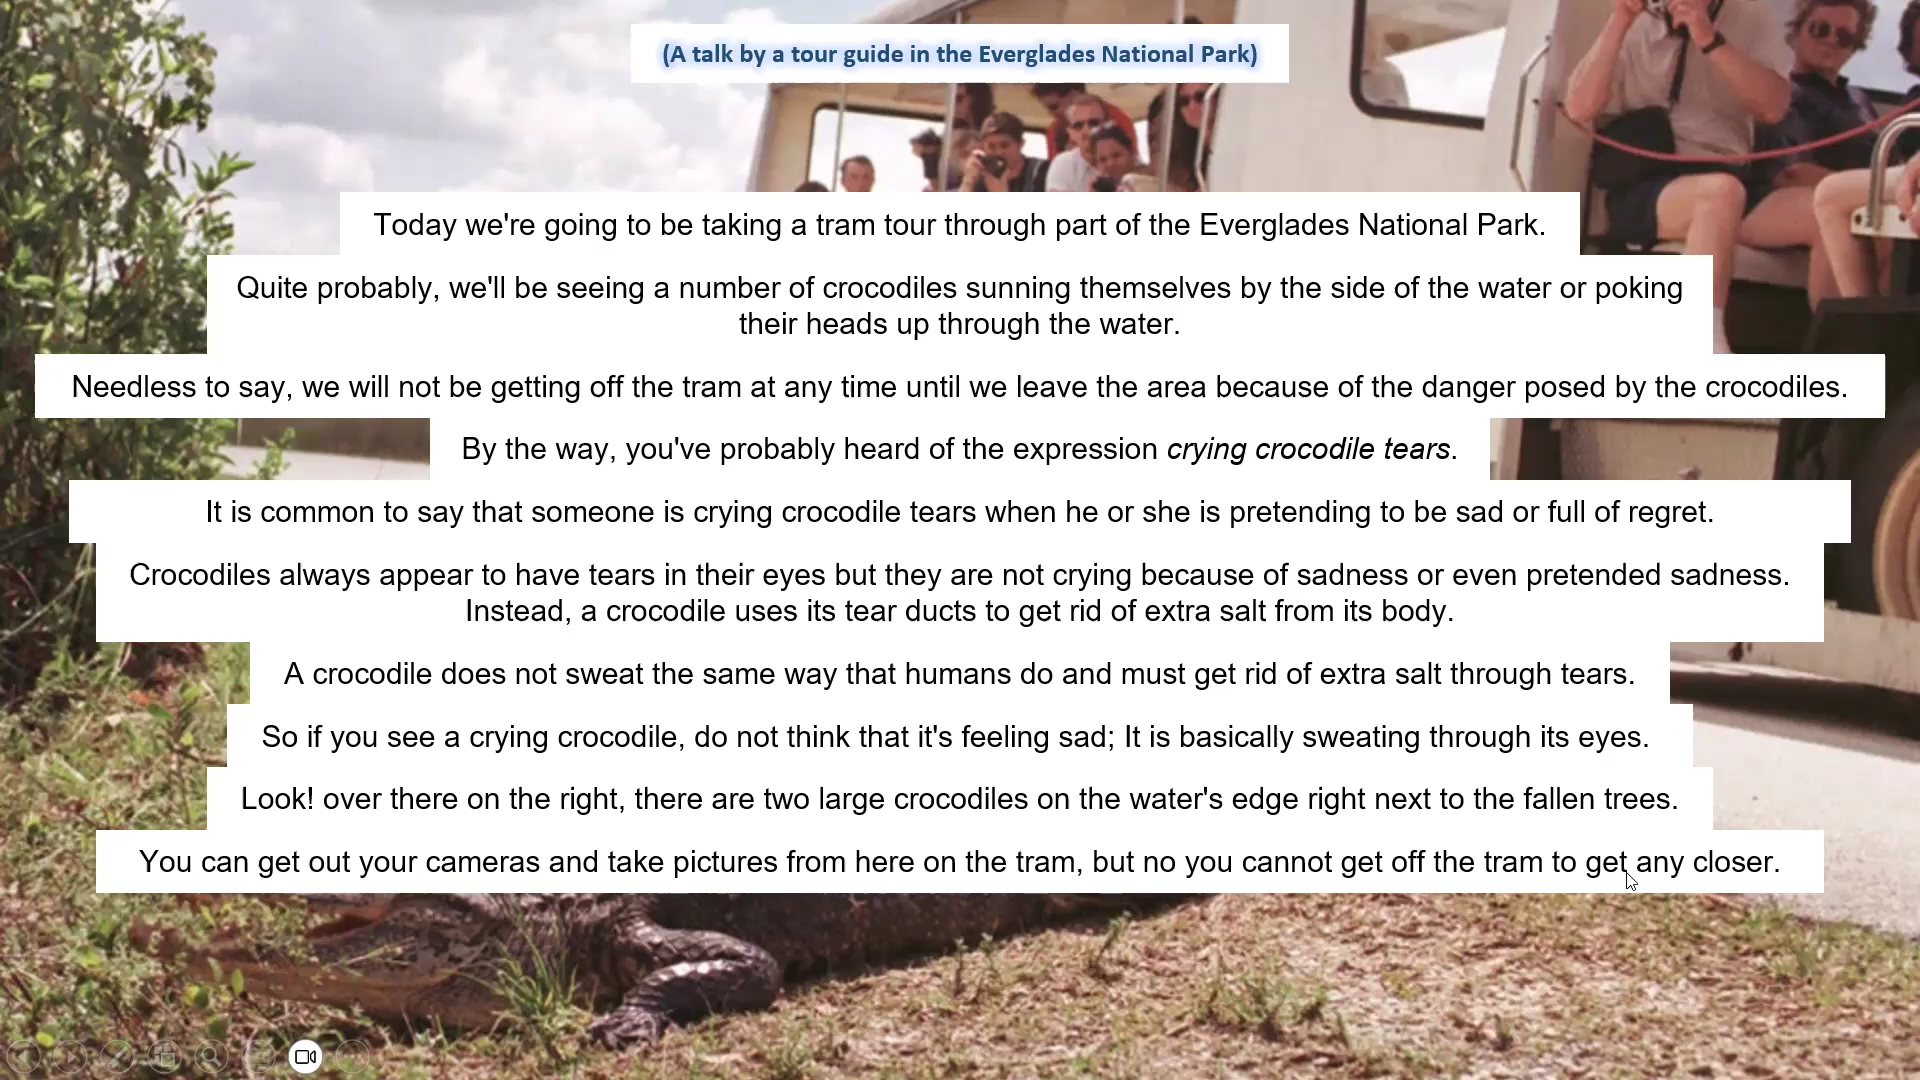 (A talk by a tour guide in the Everglades National Park)
Today we're going to be taking a tram tour through part of the Everglades National Park.
Quite probably, we'll be seeing a number of crocodiles sunning themselves by the side of the water or poking
their heads up through the water.
Needless to say, we will not be getting off the tram at any time until we leave the area because of the danger posed by the crocodiles.
By the way, you've probably heard of the expression crying crocodile tears.
It is common to say that someone is crying crocodile tears when he or she is pretending to be sad or full of regret.
Crocodiles always appear to have tears in their eyes but they are not crying because of sadness or even pretended sadness.
Instead, a crocodile uses its tear ducts to get rid of extra salt from its body.
A crocodile does not sweat the same way that humans do and must get rid of extra salt through tears.
So if you see a crying crocodile, do not think that it's feeling sad; It is basically sweating through its eyes.
Look! over there on the right, there are two large crocodiles on the water's edge right next to the fallen trees.
You can get out your cameras and take pictures from here on the tram, but no you cannot get off the tram to get any closer.